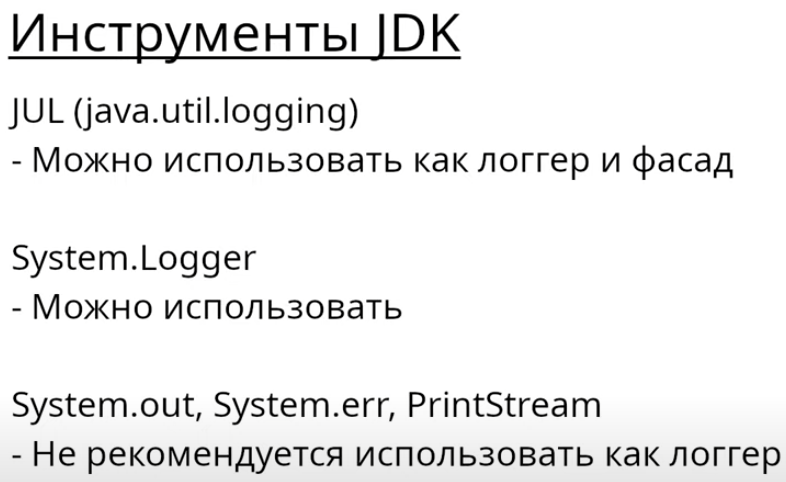 Инструменты JDK
JUL (java.util.logging)
- Можно использовать как логгер и фасад
System.Logger
- Можно использовать
System.out, System.err, PrintStream
- Не рекомендуется использовать как логгер